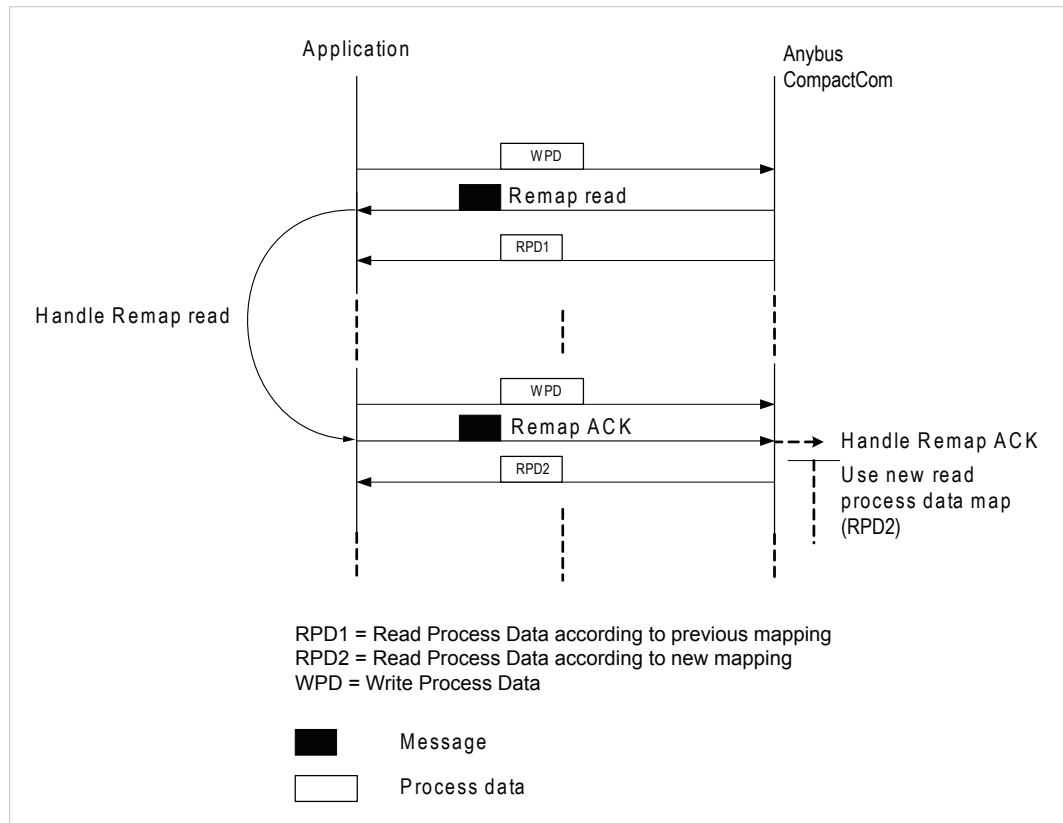 Application
Anybus
CompactCom
WPD
Remap read
RPD1
Handle Remap read
WPD
Remap ACK
Handle Remap ACK
RPD2
Use new read
process data map
(RPD2)
RPD1 = Read Process Data according to previous mapping
RPD2 = Read Process Data according to new mapping
WPD = Write Process Data
Message
Process data